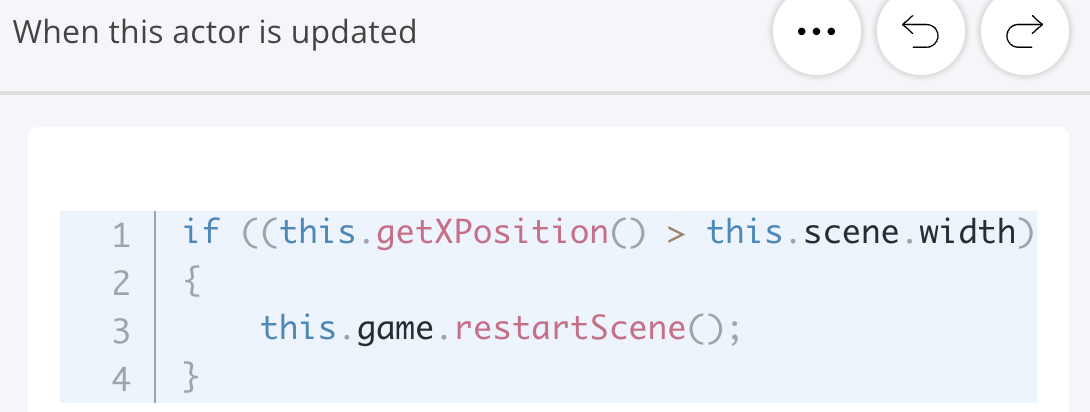 When this actor is updated
1 if ((this.getXPosition() > this.scene.width)
2 {
3     this.game.restartScene();
4 }